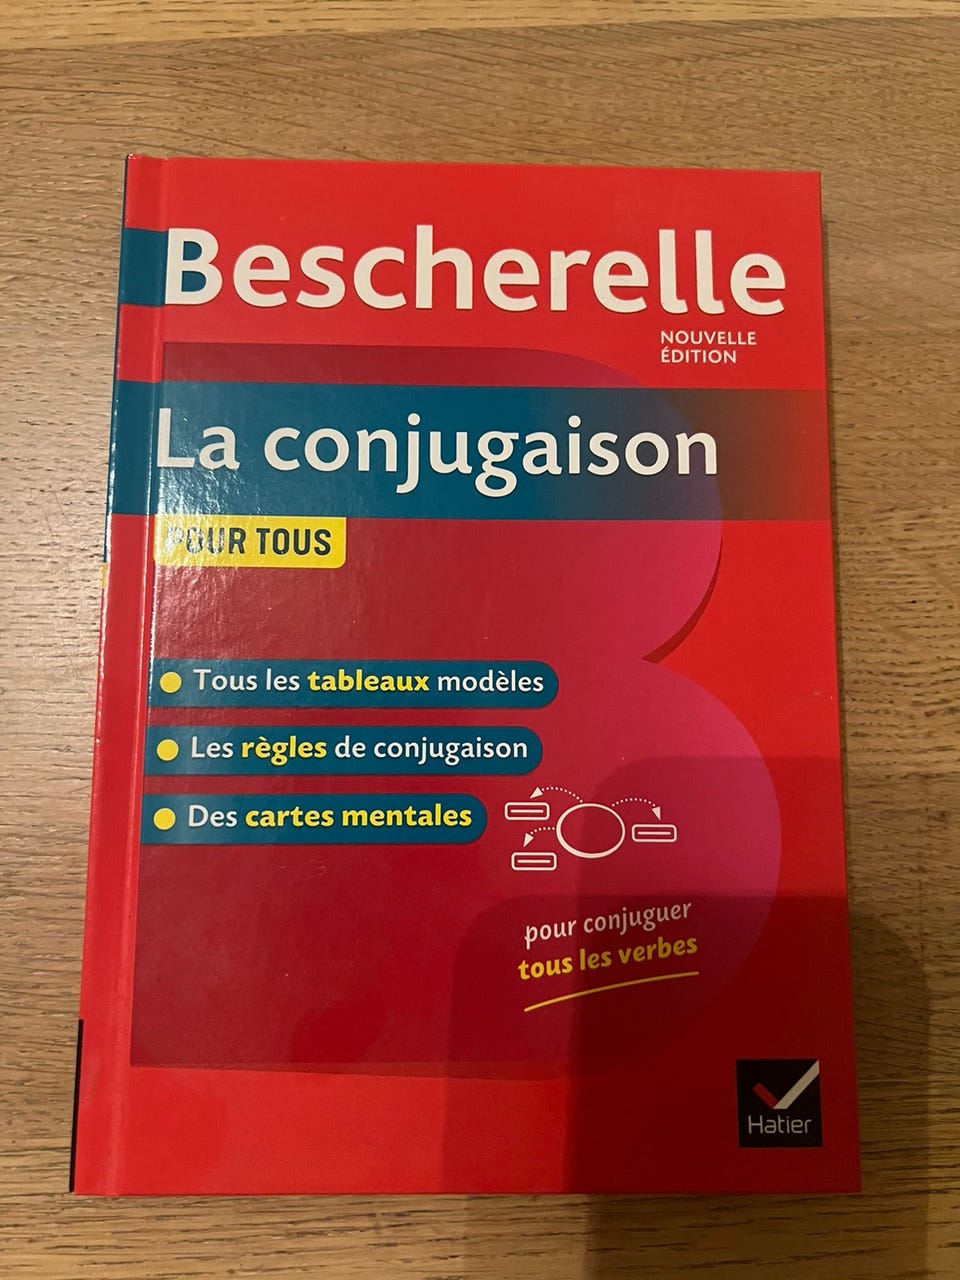 Bescherelle
NOUVELLE
ÉDITION
La conjugaison
POUR TOUS
Tous les tableaux modèles
Les règles de conjugaison
Des cartes mentales
pour conjuguer
tous les verbes
Hatier